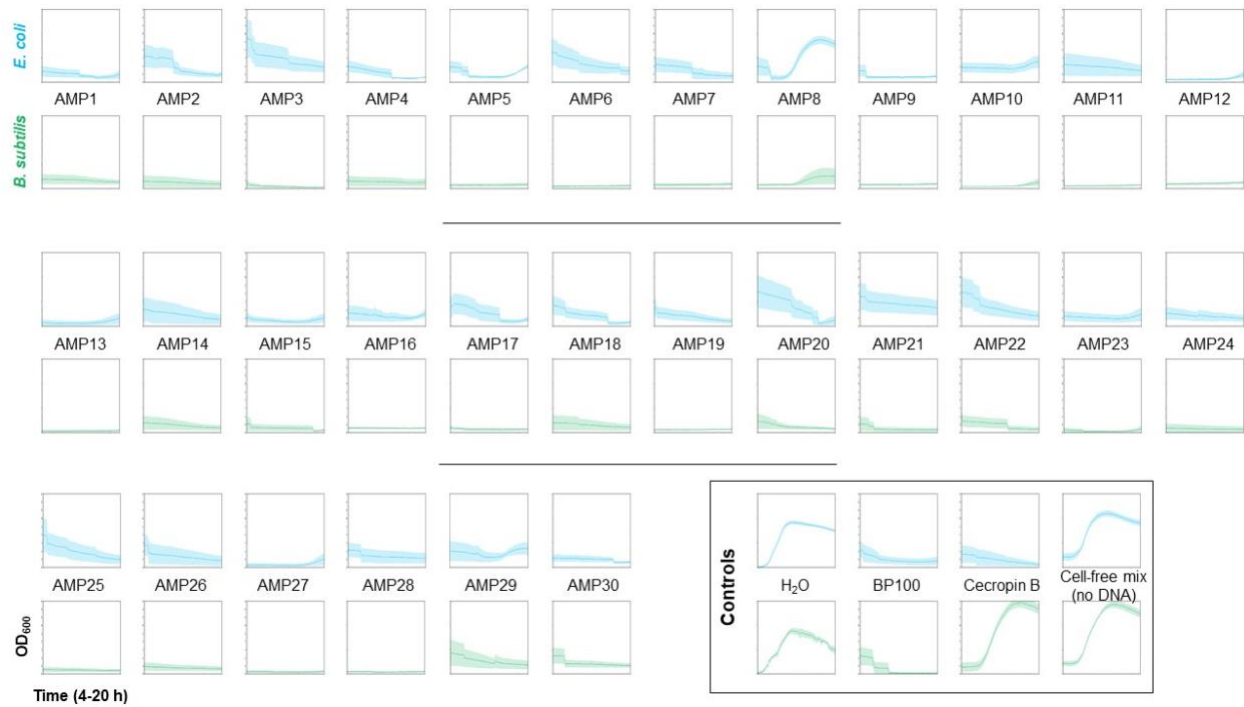 E. coli
AMP1 AMP2 AMP3 AMP4 AMP5 AMP6 AMP7 AMP8 AMP9 AMP10 AMP11 AMP12
B. subtilis
AMP13 AMP14 AMP15 AMP16 AMP17 AMP18 AMP19 AMP20 AMP21 AMP22 AMP23 AMP24
AMP25 AMP26 AMP27 AMP28 AMP29 AMP30
Controls
H₂O BP100 Cecropin B Cell-free mix
(no DNA)
OD₆₀₀
Time (4-20 h)